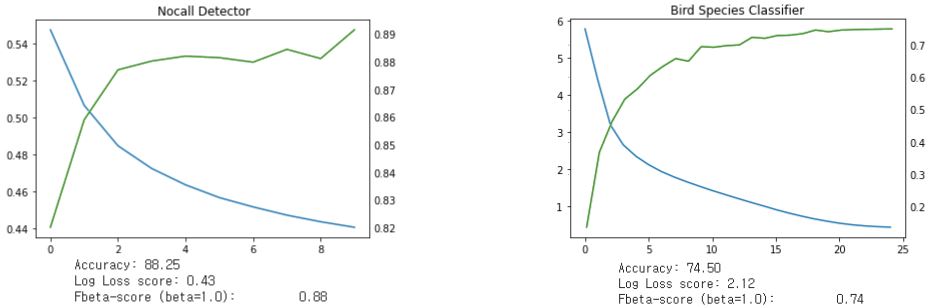 Nocall Detector
0.54
0.52
0.50
0.48
0.46
0.44
0.89
0.88
0.87
0.86
0.85
0.84
0.83
0.82
0 2 4 6 8
Accuracy: 88.25
Log Loss score: 0.43
Fbeta-score (beta=1.0): 0.88
Bird Species Classifier
6
5
4
3
2
1
0.7
0.6
0.5
0.4
0.3
0.2
0 5 10 15 20 25
Accuracy: 74.50
Log Loss score: 2.12
Fbeta-score (beta=1.0): 0.74